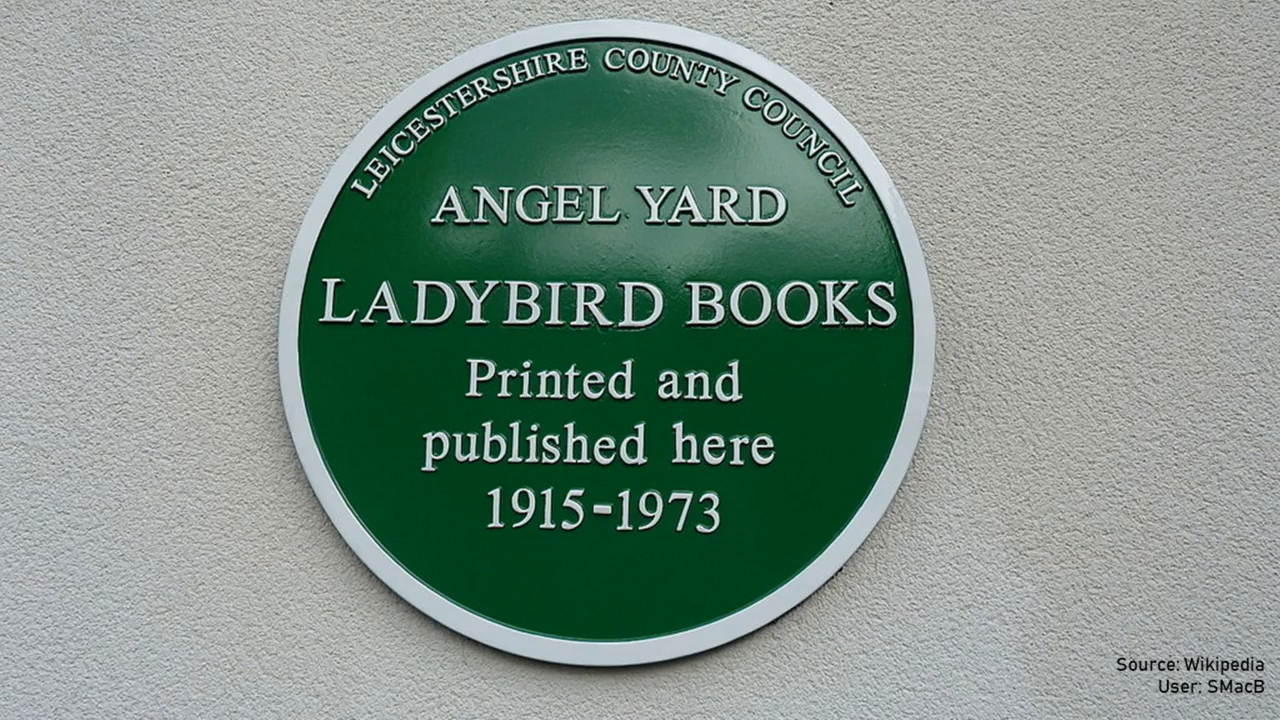 LEICESTERSHIRE COUNTY COUNCIL
ANGEL YARD
LADYBIRD BOOKS
Printed and
published here
1915-1973
Source: Wikipedia
User: SMacB